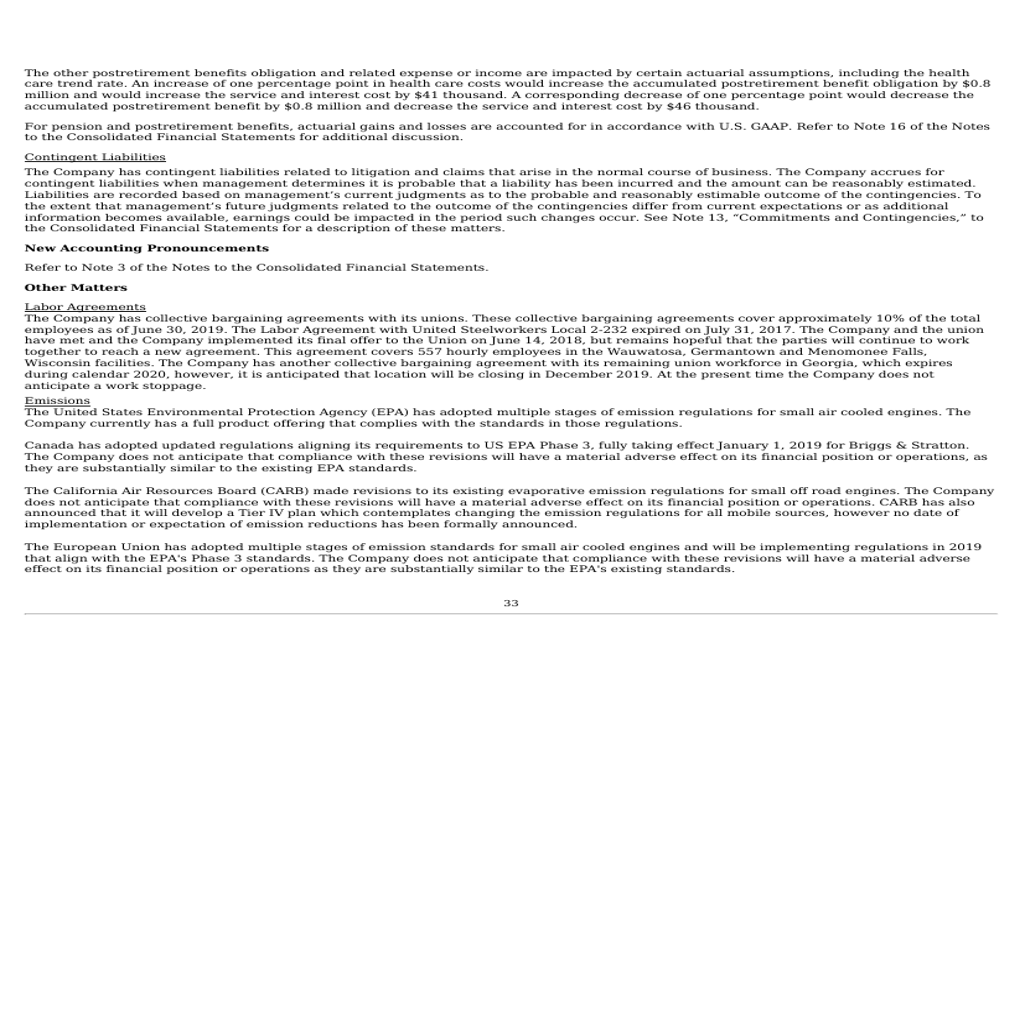 The other postretirement benefits obligation and related expense or income are impacted by certain actuarial assumptions, including the health
care trend rate. An increase of one percentage point in health care costs would increase the accumulated postretirement benefit obligation by $0.8
million and would increase the service and interest cost by $41 thousand. A corresponding decrease of one percentage point would decrease the
accumulated postretirement benefit by $0.8 million and decrease the service and interest cost by $46 thousand.
For pension and postretirement benefits, actuarial gains and losses are accounted for in accordance with U.S. GAAP. Refer to Note 16 of the Notes
to the Consolidated Financial Statements for additional discussion.
Contingent Liabilities
The Company has contingent liabilities related to litigation and claims that arise in the normal course of business. The Company accrues for
contingent liabilities when management determines it is probable that a liability has been incurred and the amount can be reasonably estimated.
Liabilities are recorded based on management’s current judgments as to the probable and reasonably estimable outcome of the contingencies. To
the extent that management’s future judgments related to the outcome of the contingencies differ from current expectations or as additional
information becomes available, earnings could be impacted in the period such changes occur. See Note 13, “Commitments and Contingencies,” to
the Consolidated Financial Statements for a description of these matters.
New Accounting Pronouncements
Refer to Note 3 of the Notes to the Consolidated Financial Statements.
Other Matters
Labor Agreements
The Company has collective bargaining agreements with its unions. These collective bargaining agreements cover approximately 10% of the total
employees as of June 30, 2019. The Labor Agreement with United Steelworkers Local 2-232 expired on July 31, 2017. The Company and the union
have met and the Company implemented its final offer to the Union on June 14, 2018, but remains hopeful that the parties will continue to work
together to reach a new agreement. This agreement covers 557 hourly employees in the Wauwatosa, Germantown and Menomonee Falls,
Wisconsin facilities. The Company has another collective bargaining agreement with its remaining union workforce in Georgia, which expires
during calendar 2020, however, it is anticipated that location will be closing in December 2019. At the present time the Company does not
anticipate a work stoppage.
Emissions
The United States Environmental Protection Agency (EPA) has adopted multiple stages of emission regulations for small air cooled engines. The
Company currently has a full product offering that complies with the standards in those regulations.
Canada has adopted updated regulations aligning its requirements to US EPA Phase 3, fully taking effect January 1, 2019 for Briggs & Stratton.
The Company does not anticipate that compliance with these revisions will have a material adverse effect on its financial position or operations, as
they are substantially similar to the existing EPA standards.
The California Air Resources Board (CARB) made revisions to its existing evaporative emission regulations for small off road engines. The Company
does not anticipate that compliance with these revisions will have a material adverse effect on its financial position or operations. CARB has also
announced that it will develop a Tier IV plan which contemplates changing the emission regulations for all mobile sources, however no date of
implementation or expectation of emission reductions has been formally announced.
The European Union has adopted multiple stages of emission standards for small air cooled engines and will be implementing regulations in 2019
that align with the EPA's Phase 3 standards. The Company does not anticipate that compliance with these revisions will have a material adverse
effect on its financial position or operations as they are substantially similar to the EPA's existing standards.
33